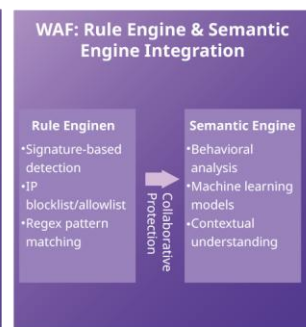 WAF: Rule Engine & Semantic
Engine Integration
Rule Enginen
•Signature-based
detection
•IP
blocklist/allowlist
•Regex pattern
matching
Collaborative
Protection
Semantic Engine
•Behavioral
analysis
•Machine learning
models
•Contextual
understanding